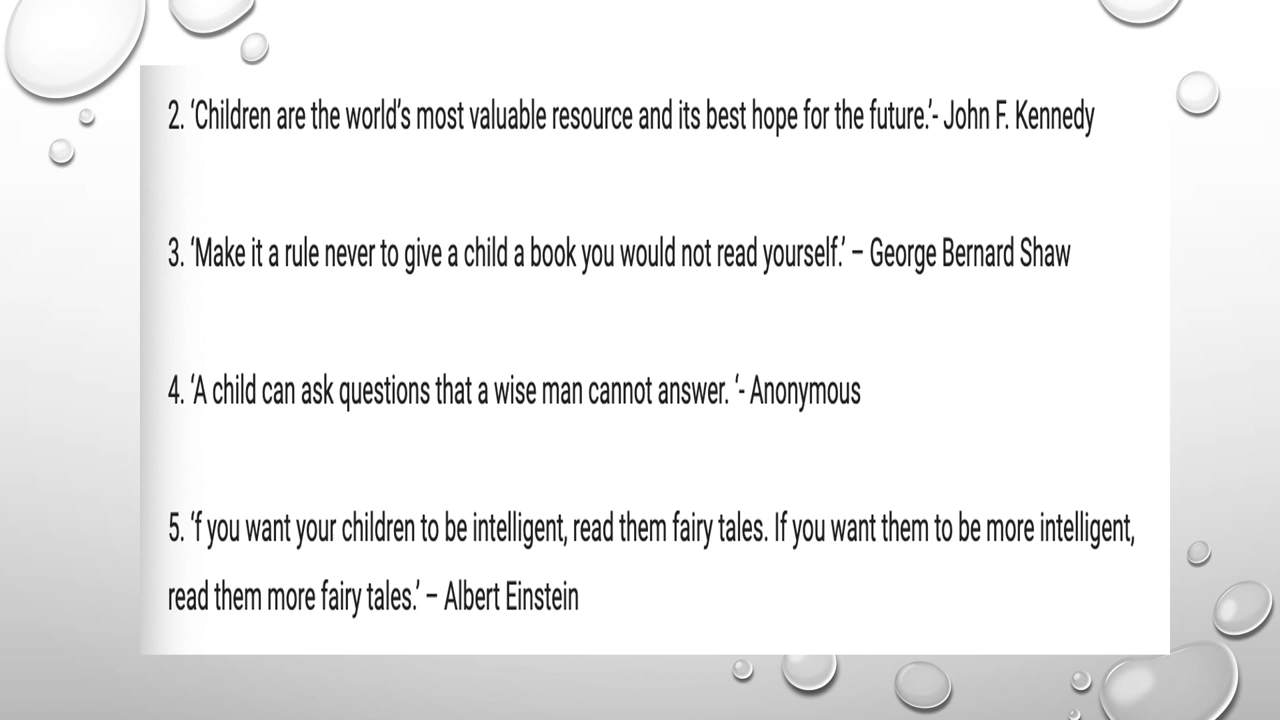 2. ‘Children are the world’s most valuable resource and its best hope for the future.’- John F. Kennedy
3. ‘Make it a rule never to give a child a book you would not read yourself.’ – George Bernard Shaw
4. ‘A child can ask questions that a wise man cannot answer. ‘- Anonymous
5. ‘f you want your children to be intelligent, read them fairy tales. If you want them to be more intelligent,
read them more fairy tales.’ – Albert Einstein